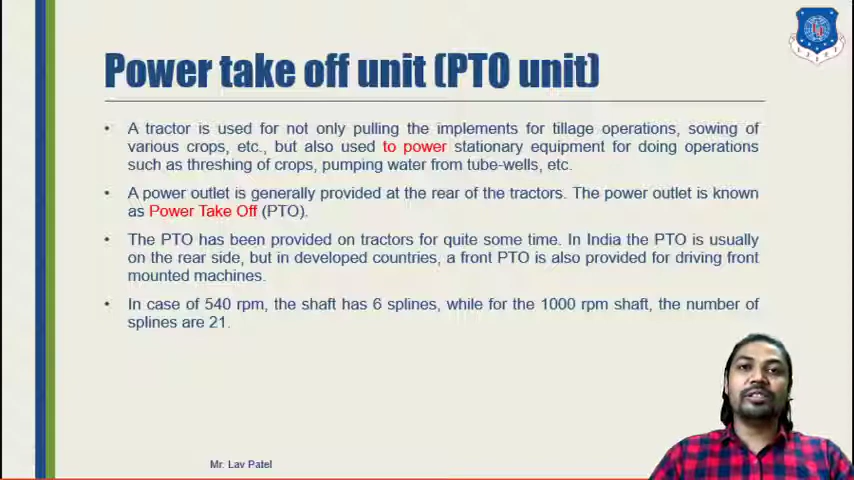 Power take off unit (PTO unit)
• A tractor is used for not only pulling the implements for tillage operations, sowing of
various crops, etc., but also used to power stationary equipment for doing operations
such as threshing of crops, pumping water from tube-wells, etc.
• A power outlet is generally provided at the rear of the tractors. The power outlet is known
as Power Take Off (PTO).
• The PTO has been provided on tractors for quite some time. In India the PTO is usually
on the rear side, but in developed countries, a front PTO is also provided for driving front
mounted machines.
• In case of 540 rpm, the shaft has 6 splines, while for the 1000 rpm shaft, the number of
splines are 21.
Mr. Lav Patel